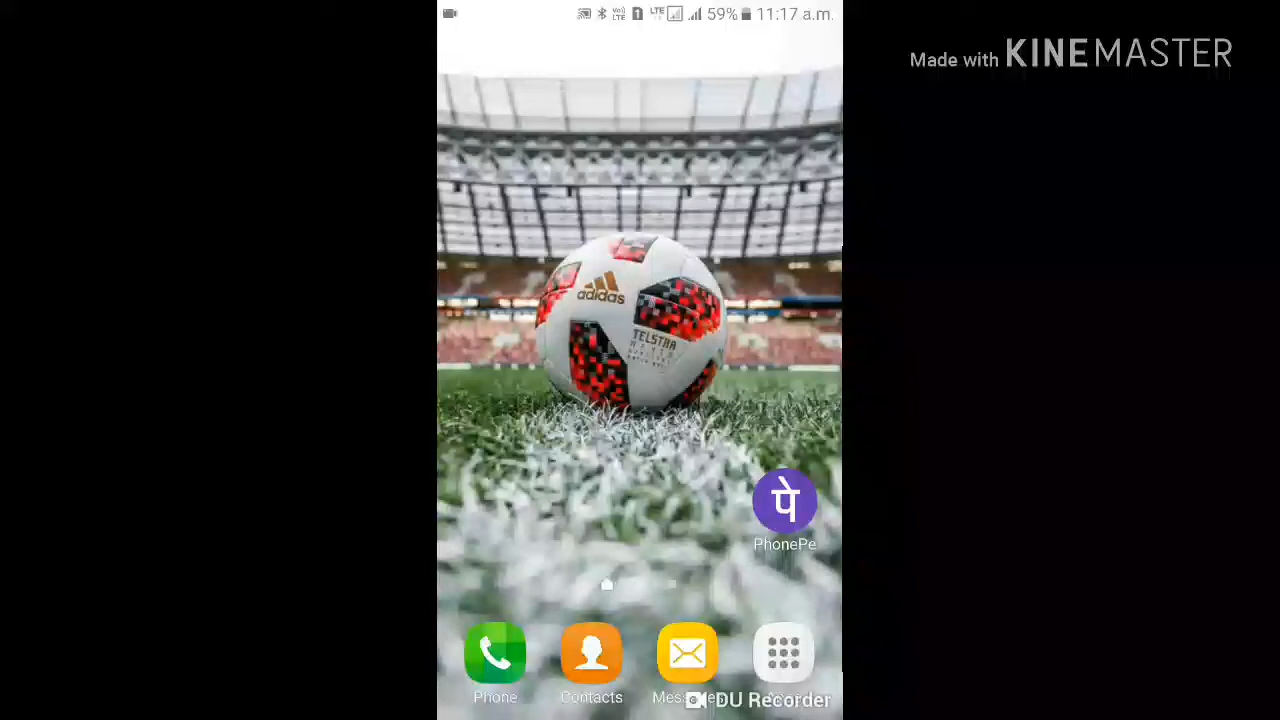 59% 11:17 a.m.
Made with KINEMASTER
adidas
TELSTAR
पे
PhonePe
Phone
Contacts
DU Recorder